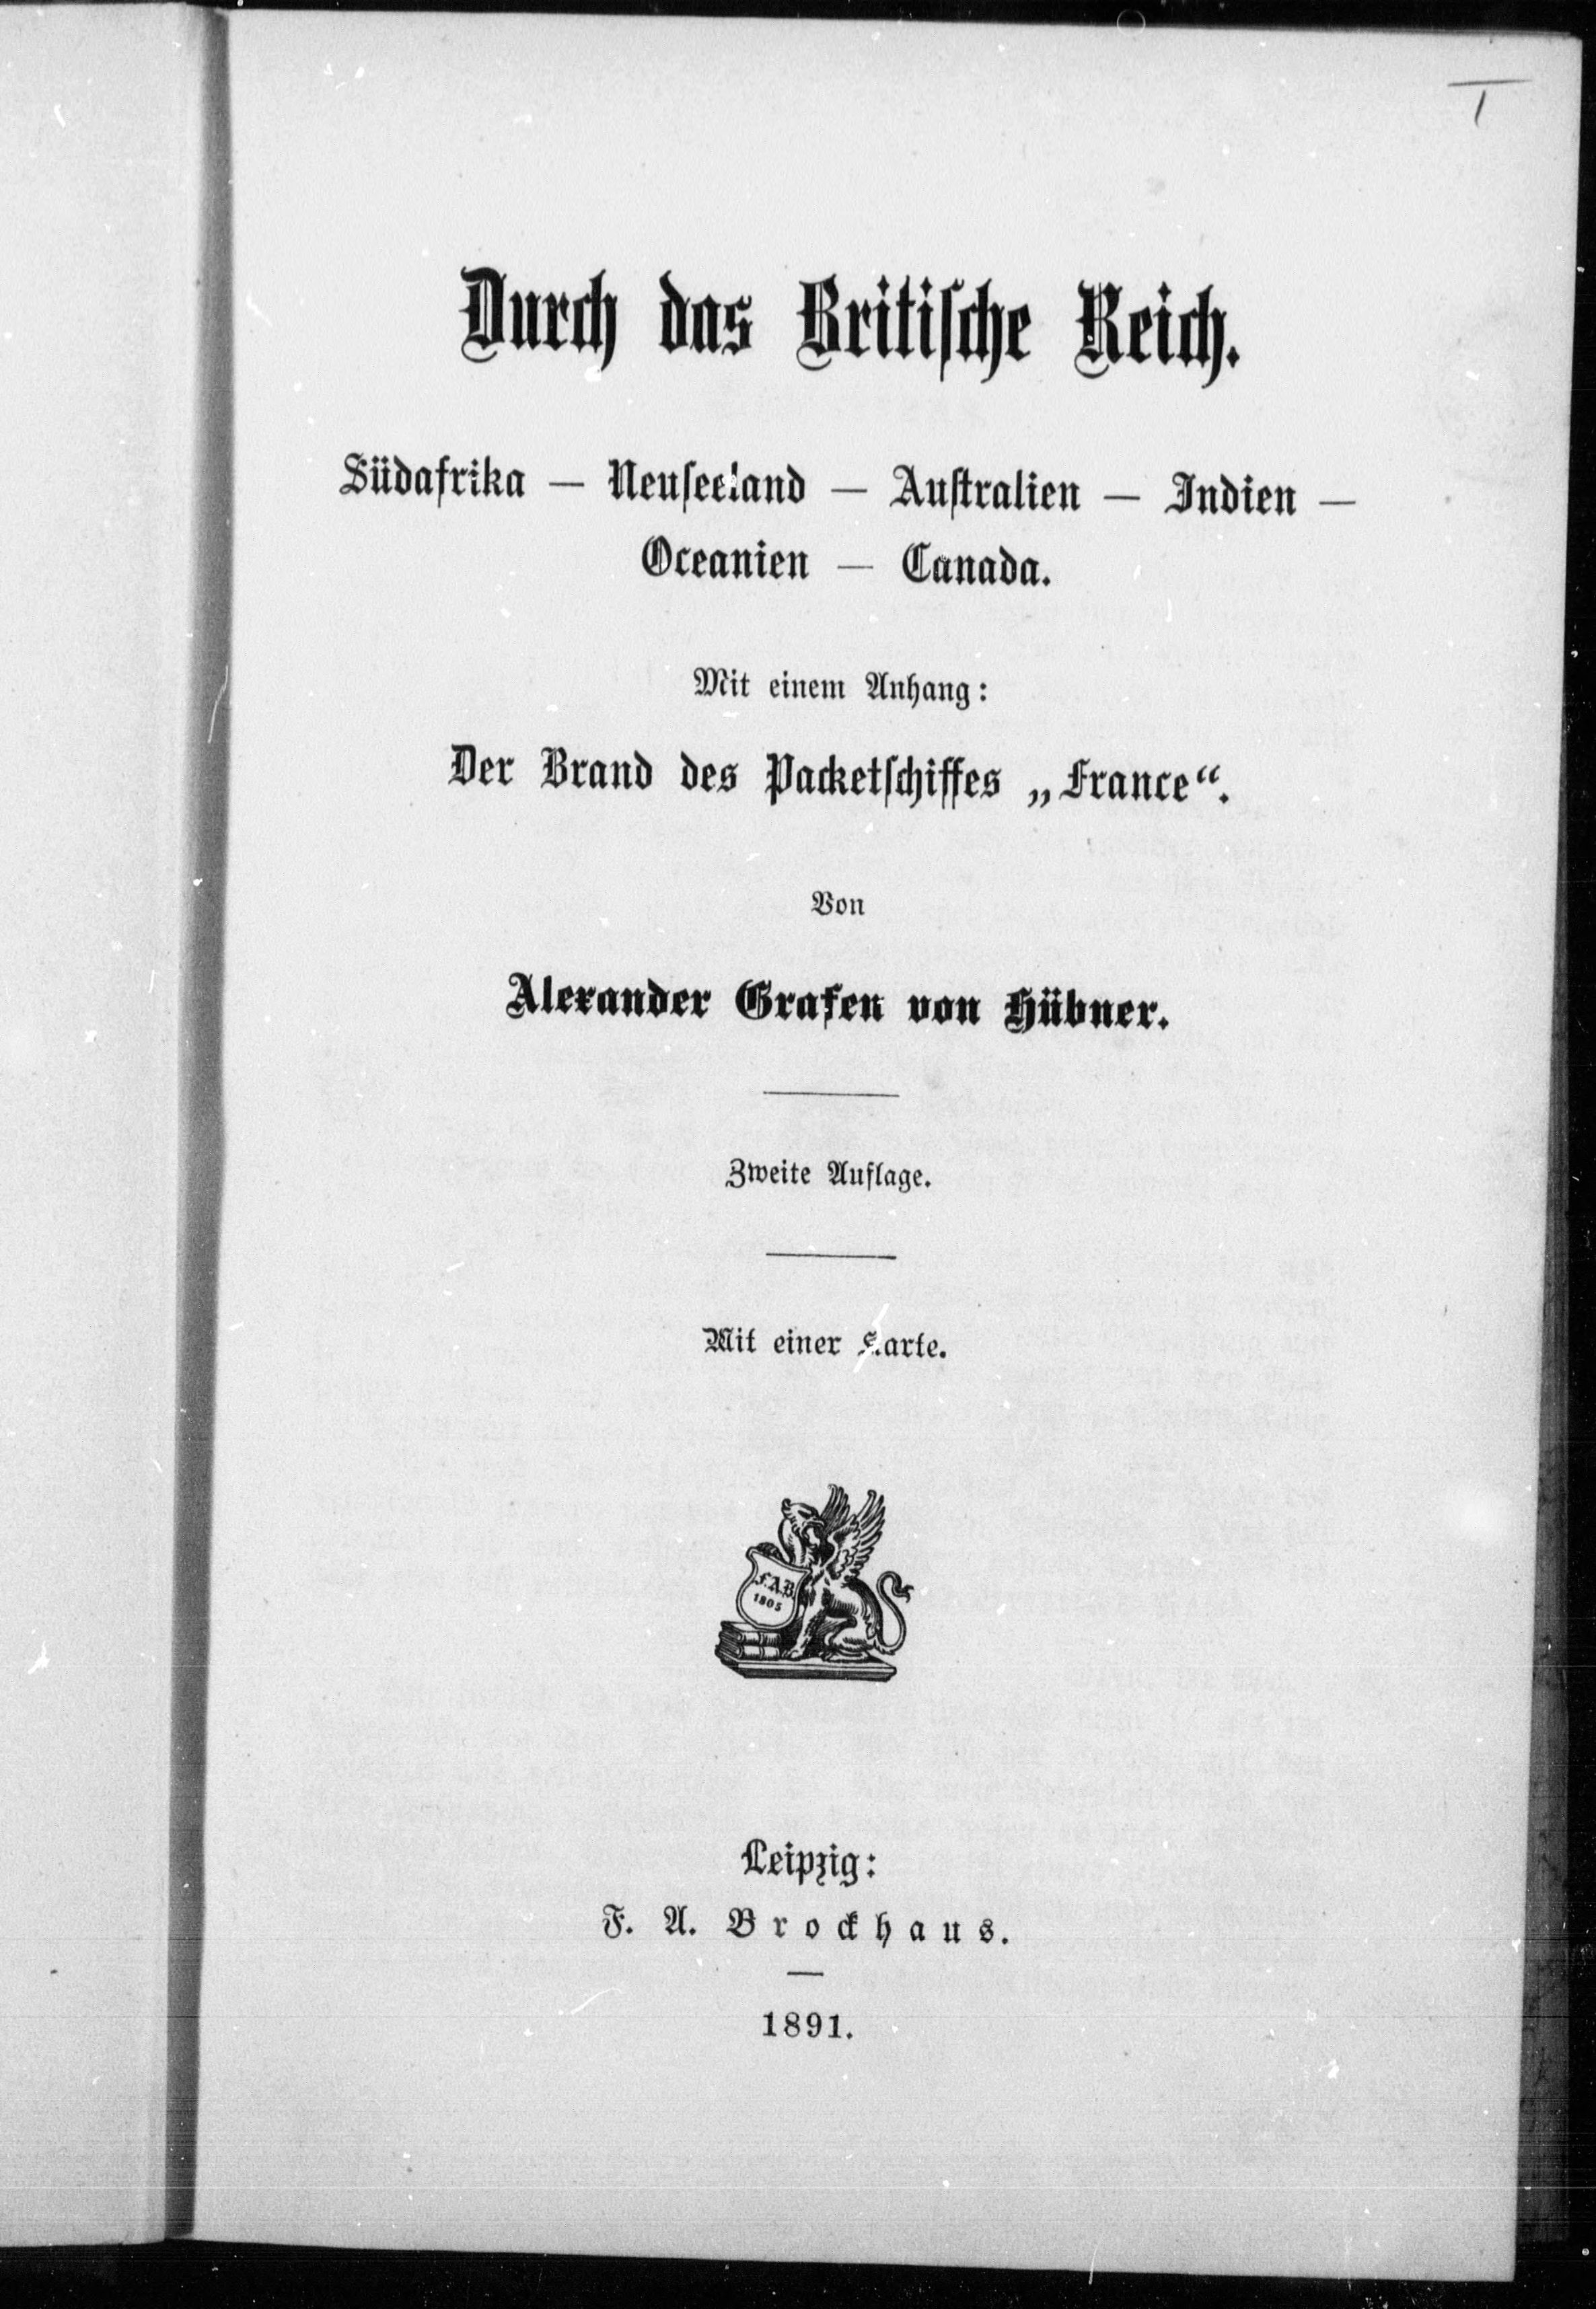 I
Durch das Britiſche Reich.
Südafrika — Neuſeeland — Auſtralien — Indien —
Oceanien — Canada.
Mit einem Anhang:
Der Brand des Packetſchiffes „France“.
Von
Alexander Grafen von Hübner.
Zweite Auflage.
Mit einer Karte.
F.A.B.
1805
Leipzig:
F. A. Brockhaus.
1891.